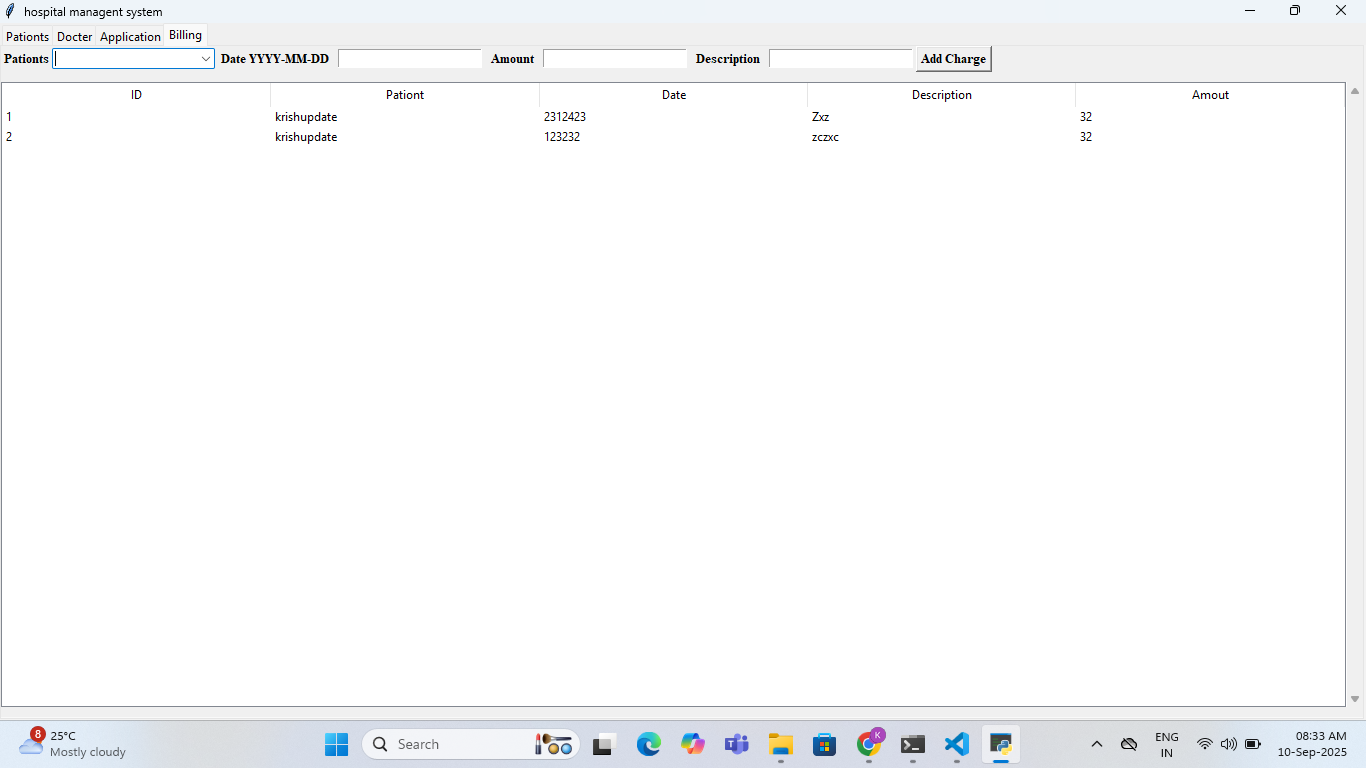 hospital managent system
Pationts Docter Application Billing
Pationts Date YYYY-MM-DD Amount Description Add Charge
ID Pationt Date Description Amout
1 krishupdate 2312423 Zxz 32
2 krishupdate 123232 zczxc 32
8 25°C
Mostly cloudy
Search
K
ENG
IN
08:33 AM
10-Sep-2025